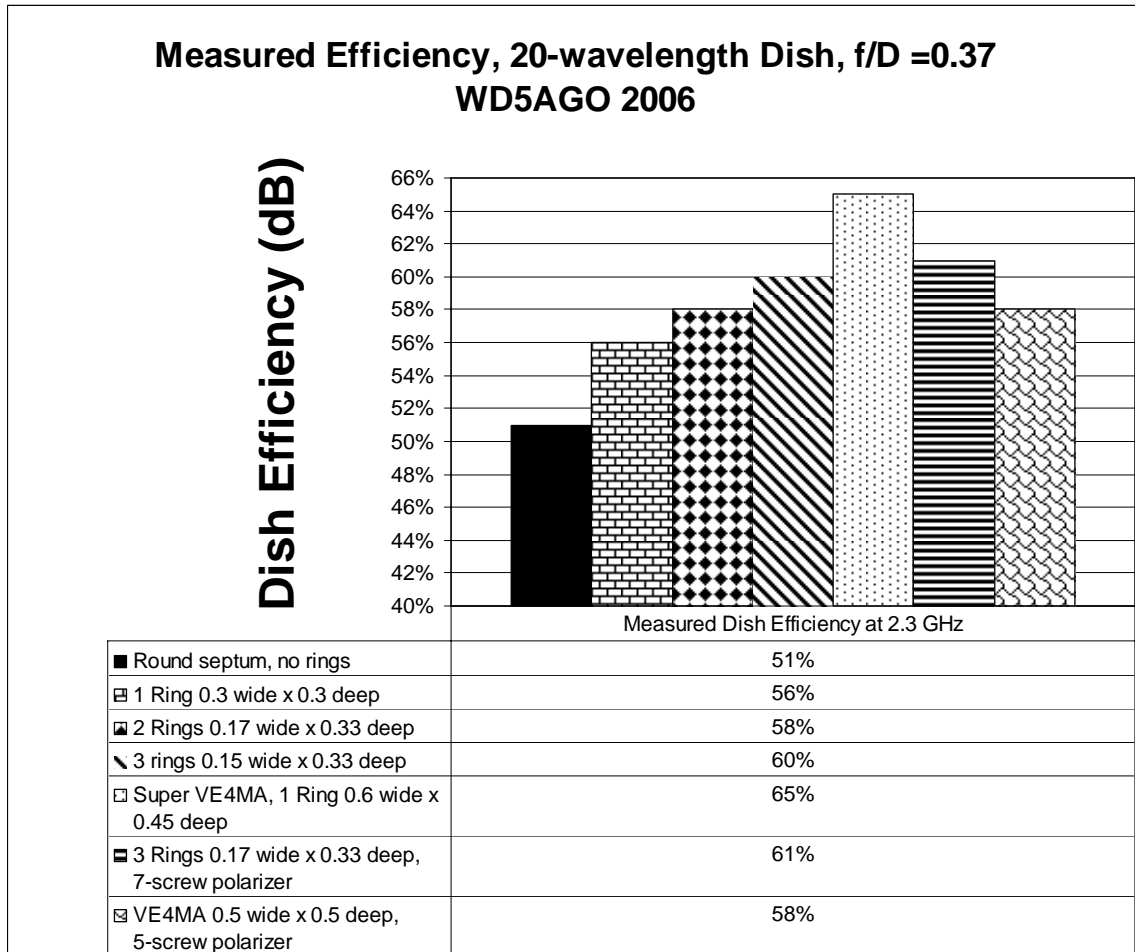 Measured Efficiency, 20-wavelength Dish, f/D =0.37
WD5AGO 2006
Dish Efficiency (dB)
66%
64%
62%
60%
58%
56%
54%
52%
50%
48%
46%
44%
42%
40%
Measured Dish Efficiency at 2.3 GHz
Round septum, no rings 51%
1 Ring 0.3 wide x 0.3 deep 56%
2 Rings 0.17 wide x 0.33 deep 58%
3 rings 0.15 wide x 0.33 deep 60%
Super VE4MA, 1 Ring 0.6 wide x 65%
0.45 deep
3 Rings 0.17 wide x 0.33 deep, 61%
7-screw polarizer
VE4MA 0.5 wide x 0.5 deep, 58%
5-screw polarizer